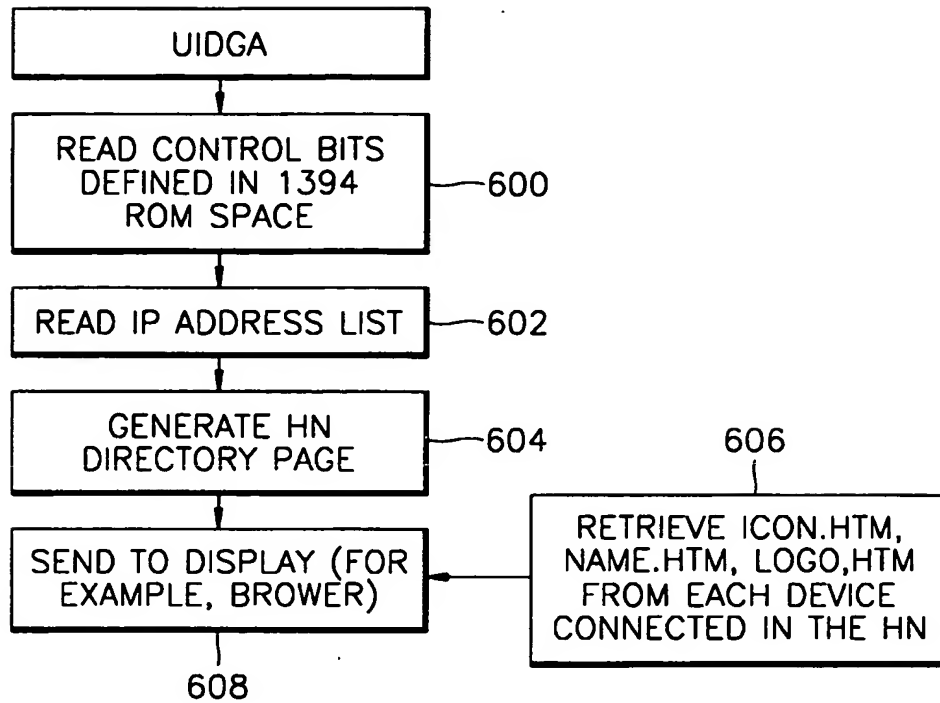 UIDGA
READ CONTROL BITS
DEFINED IN 1394
ROM SPACE
600
READ IP ADDRESS LIST
602
GENERATE HN
DIRECTORY PAGE
604
606
RETRIEVE ICON.HTM,
NAME.HTM, LOGO,HTM
FROM EACH DEVICE
CONNECTED IN THE HN
SEND TO DISPLAY (FOR
EXAMPLE, BROWER)
608